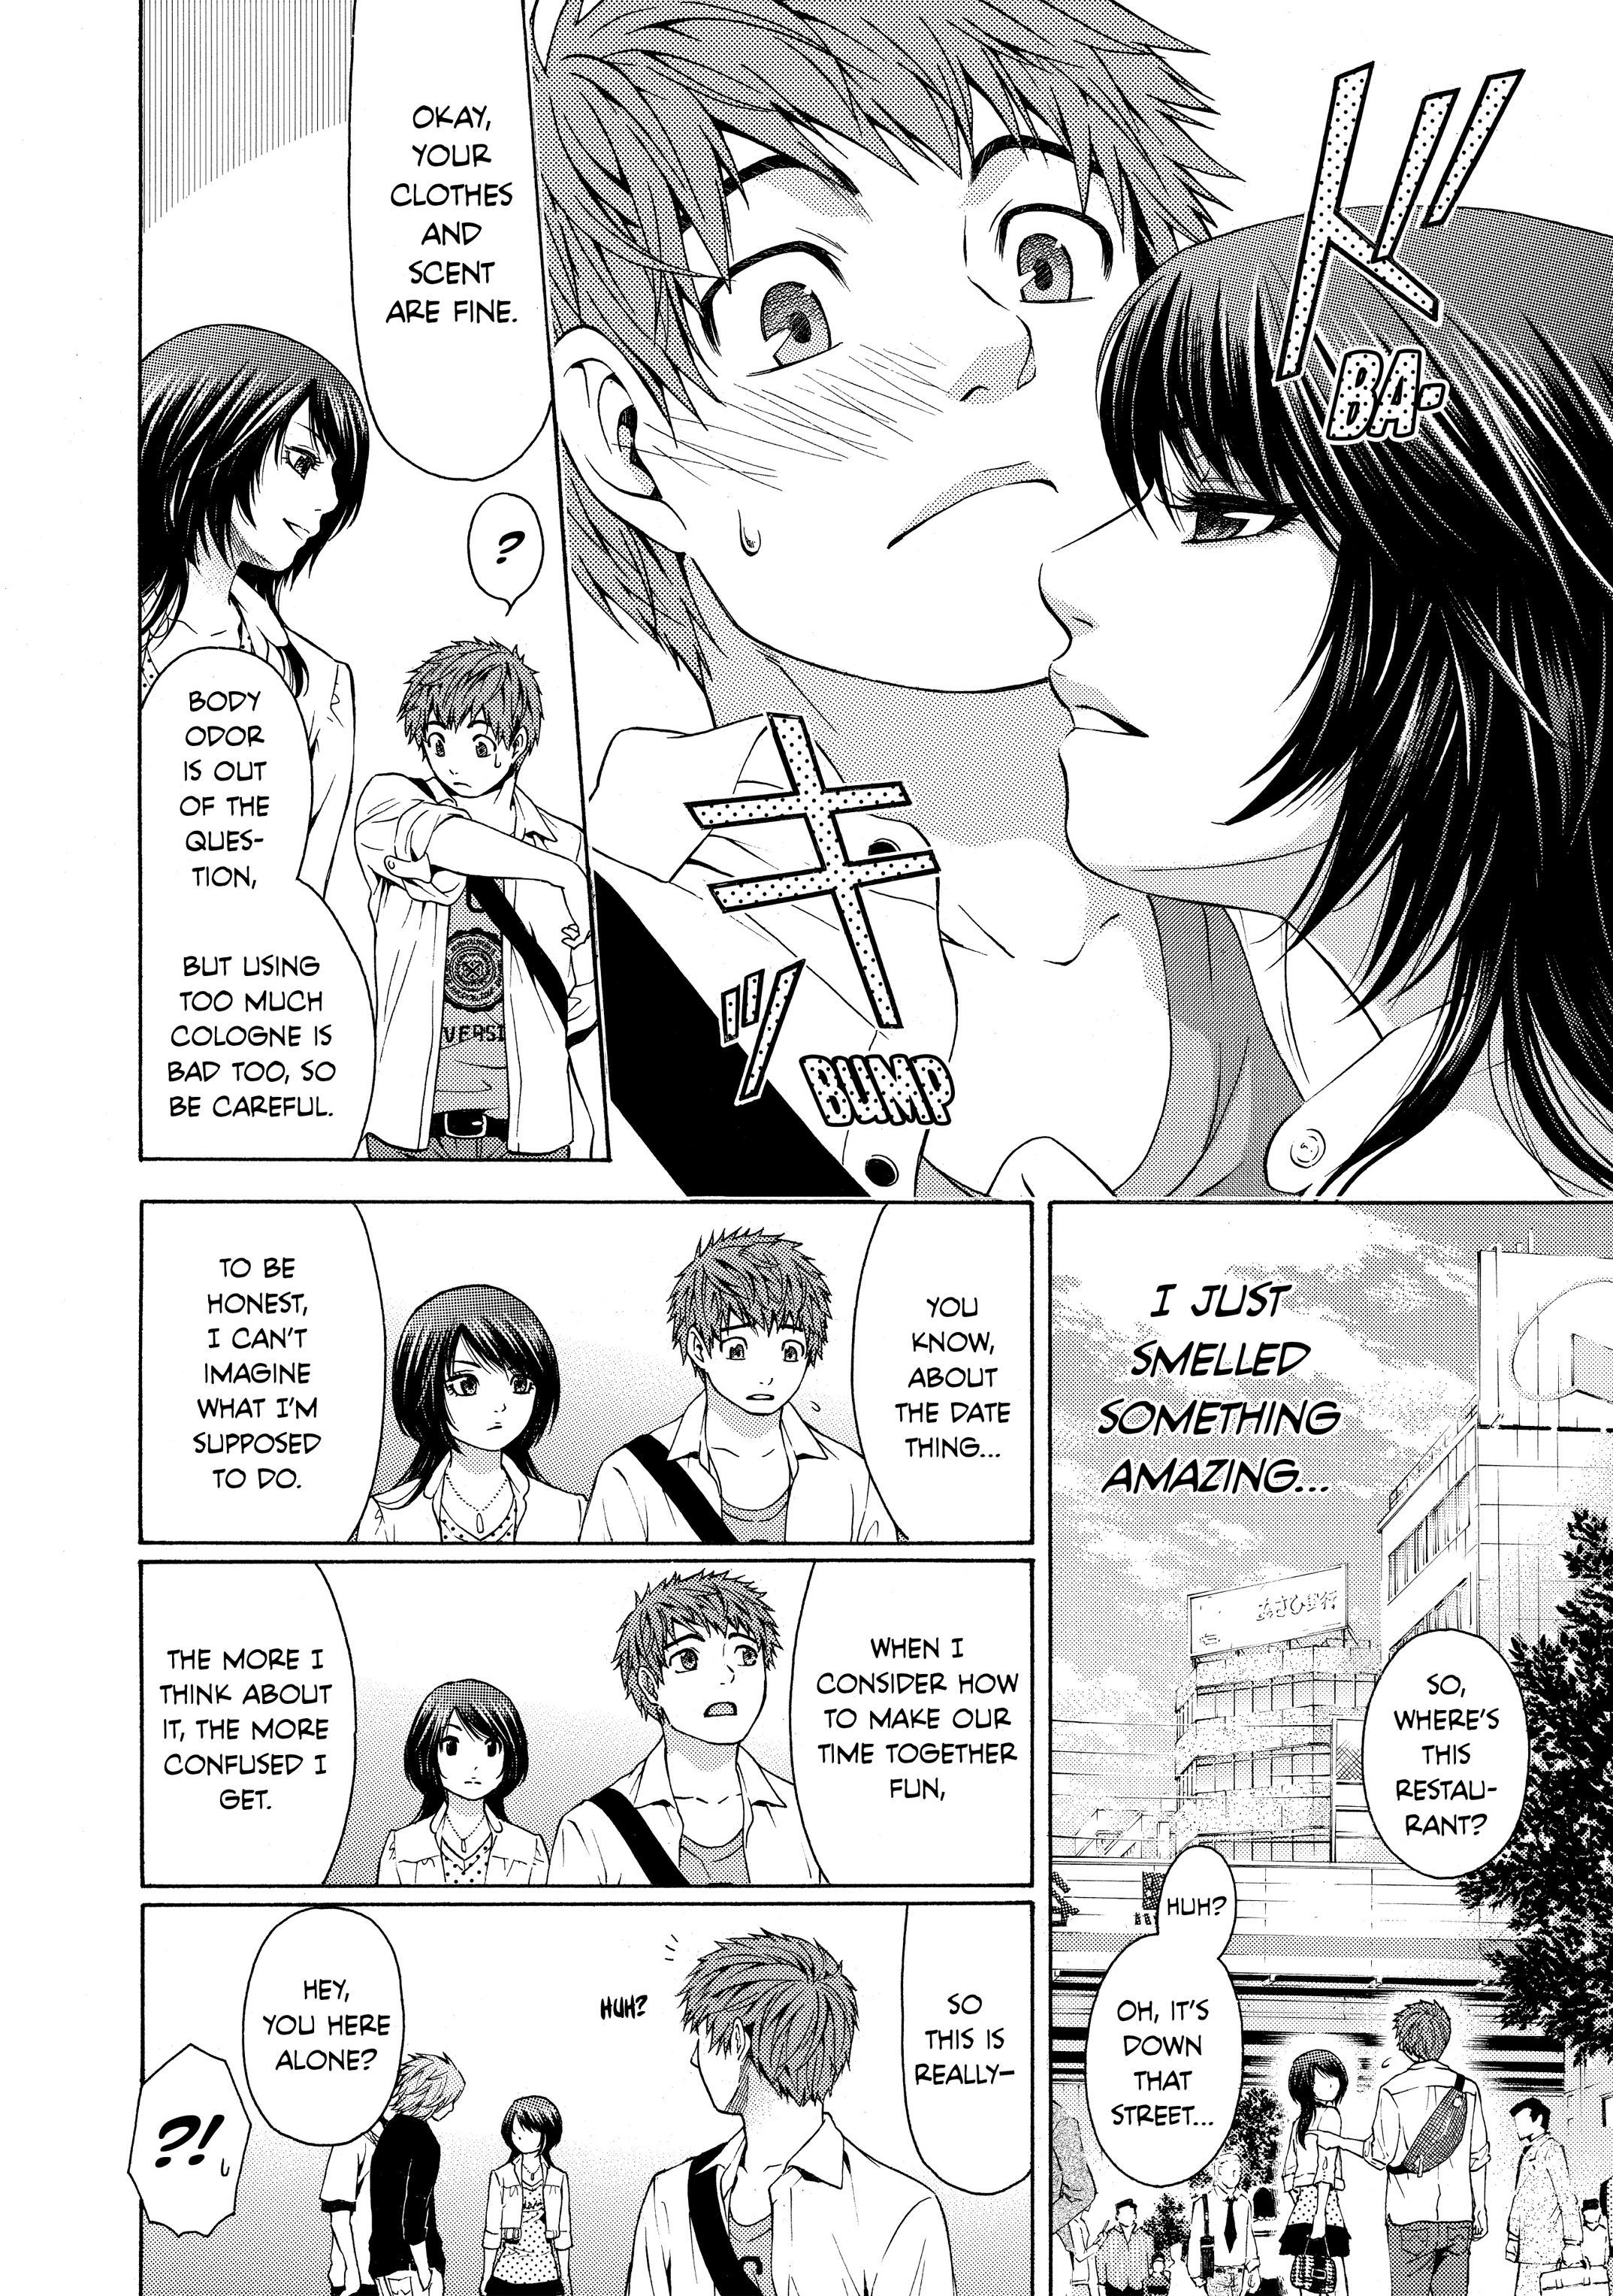 ドキッ
BA-
BUMP
OKAY,
YOUR
CLOTHES
AND
SCENT
ARE FINE.
?
BODY
ODOR
IS OUT
OF THE
QUES-
TION,
BUT USING
TOO MUCH
COLOGNE IS
BAD TOO, SO
BE CAREFUL.
VERSI
I JUST
SMELLED
SOMETHING
AMAZING...
SO,
WHERE'S
THIS
RESTAU-
RANT?
HUH?
OH, IT'S
DOWN
THAT
STREET...
YOU
KNOW,
ABOUT
THE DATE
THING...
TO BE
HONEST,
I CAN'T
IMAGINE
WHAT I'M
SUPPOSED
TO DO.
WHEN I
CONSIDER HOW
TO MAKE OUR
TIME TOGETHER
FUN,
THE MORE I
THINK ABOUT
IT, THE MORE
CONFUSED I
GET.
SO
THIS IS
REALLY—
HUH?
HEY,
YOU HERE
ALONE?
?!